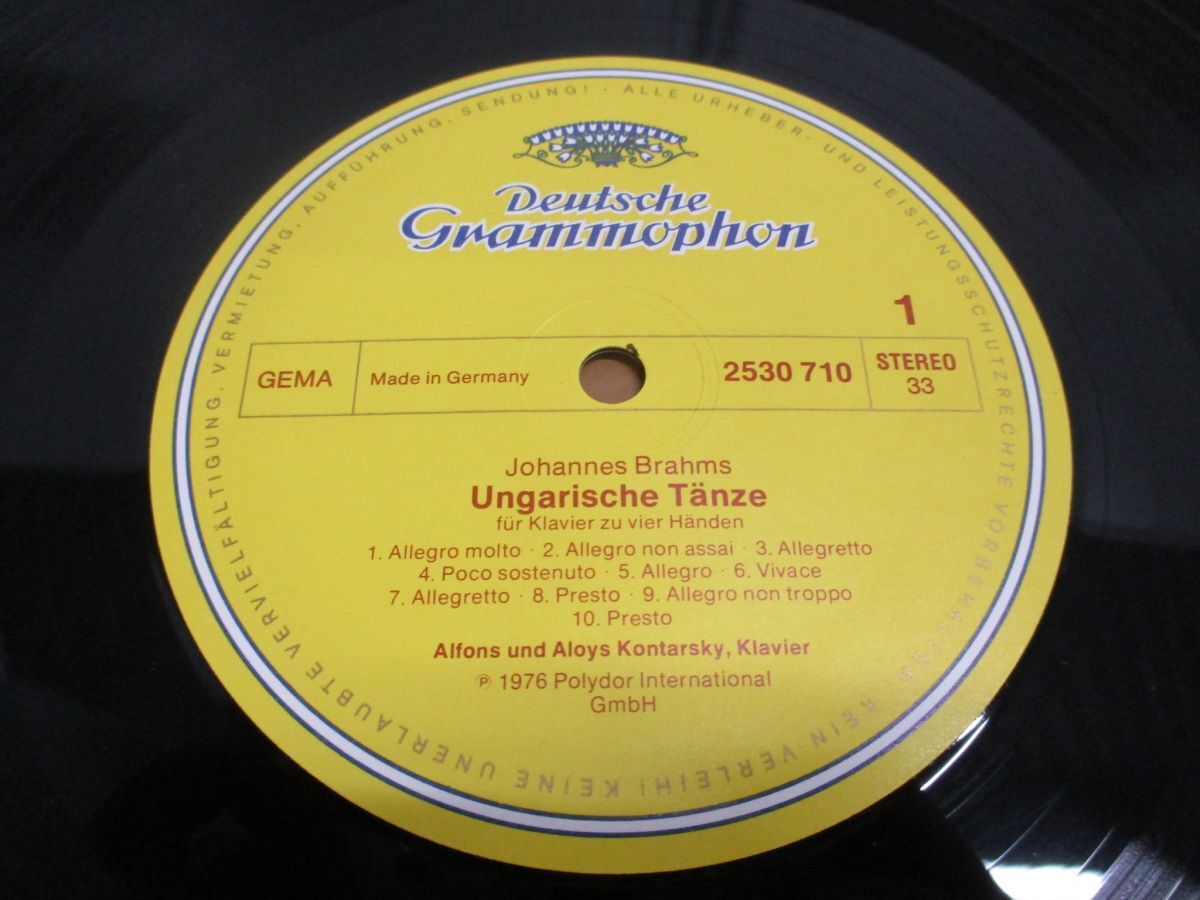 Deutsche
Grammophon
1
GEMA
Made in Germany
2530 710
STEREO
33
Johannes Brahms
Ungarische Tänze
für Klavier zu vier Händen
1. Allegro molto · 2. Allegro non assai · 3. Allegretto
4. Poco sostenuto · 5. Allegro · 6. Vivace
7. Allegretto · 8. Presto · 9. Allegro non troppo
10. Presto
Alfons und Aloys Kontarsky, Klavier
℗ 1976 Polydor International
GmbH
ALLE URHEBER- UND LEISTUNGSSCHUTZRECHTE VORBEHALTEN · KEIN VERLEIH! KEINE UNERLAUBTE VERVIELFÄLTIGUNG, VERMIETUNG, AUFFÜHRUNG, SENDUNG! ·